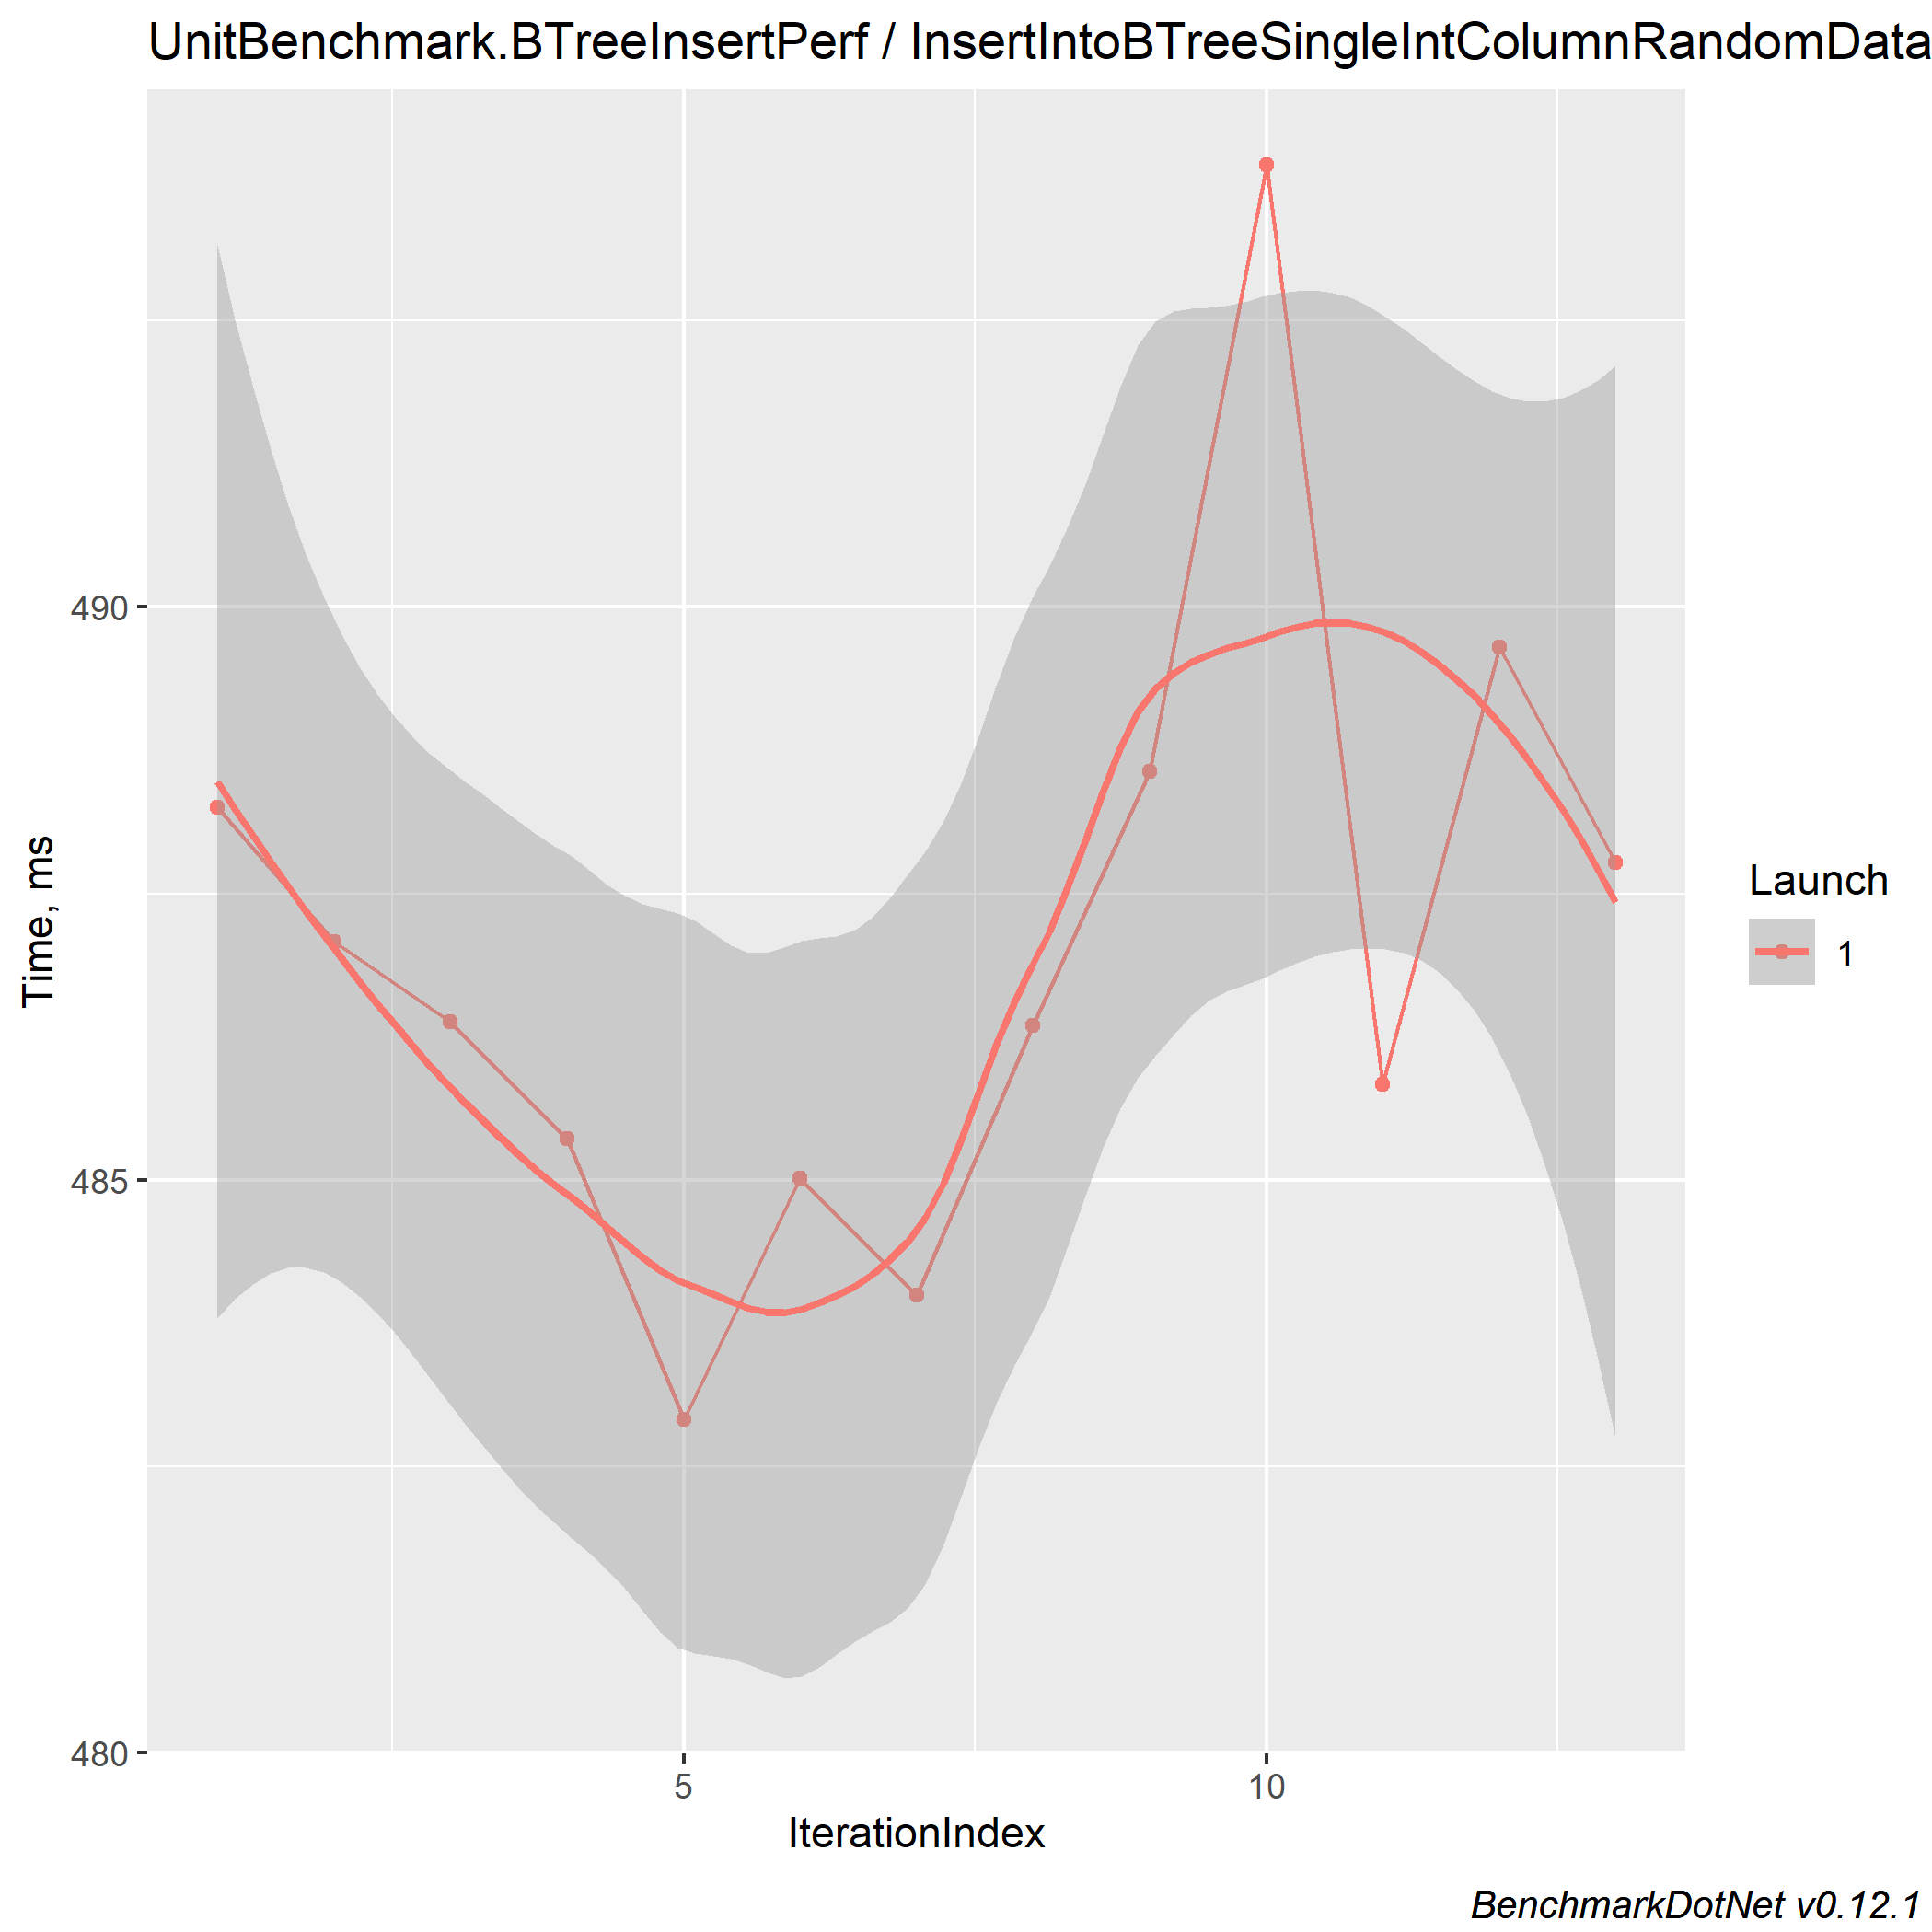 UnitBenchmark.BTreeInsertPerf / InsertIntoBTreeSingleIntColumnRandomData
490
485
480
Time, ms
5
10
IterationIndex
Launch
1
BenchmarkDotNet v0.12.1